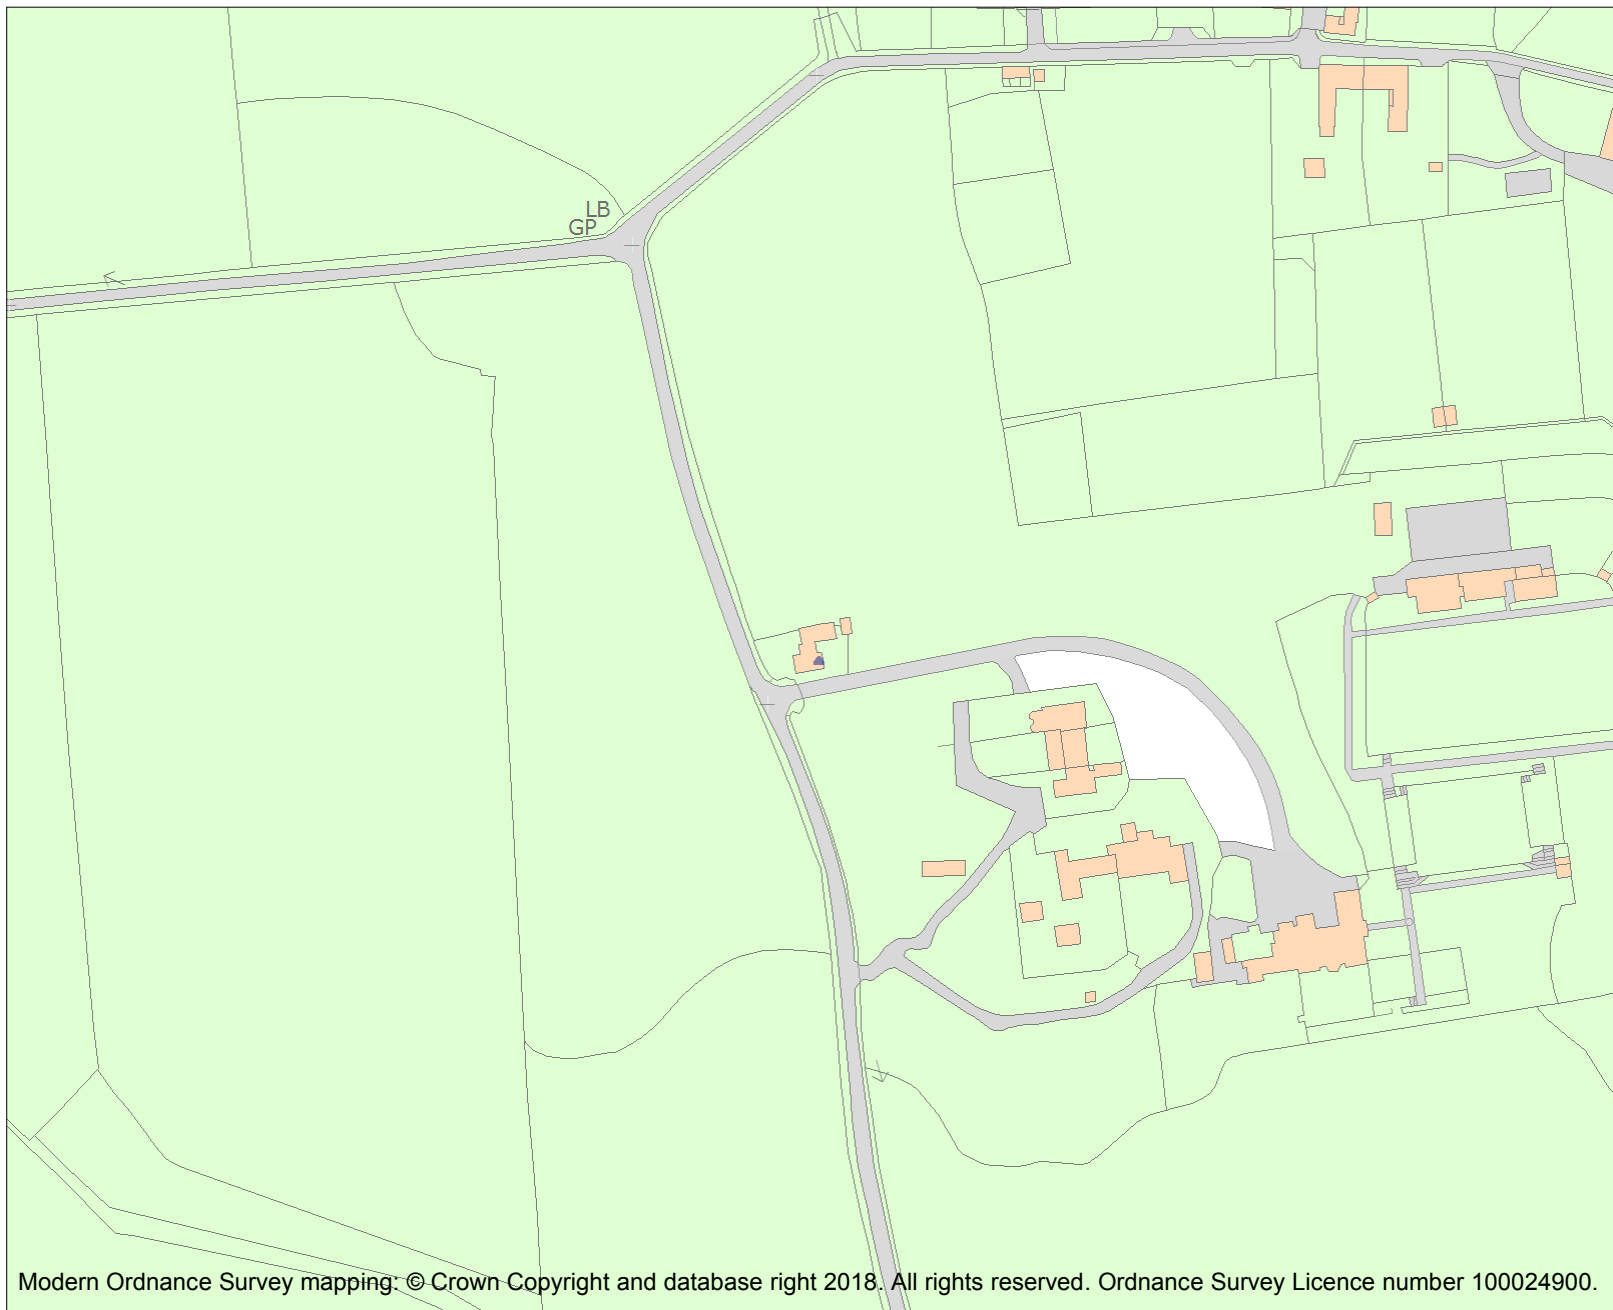 LB
GP
Modern Ordnance Survey mapping: © Crown Copyright and database right 2018. All rights reserved. Ordnance Survey Licence number 100024900.